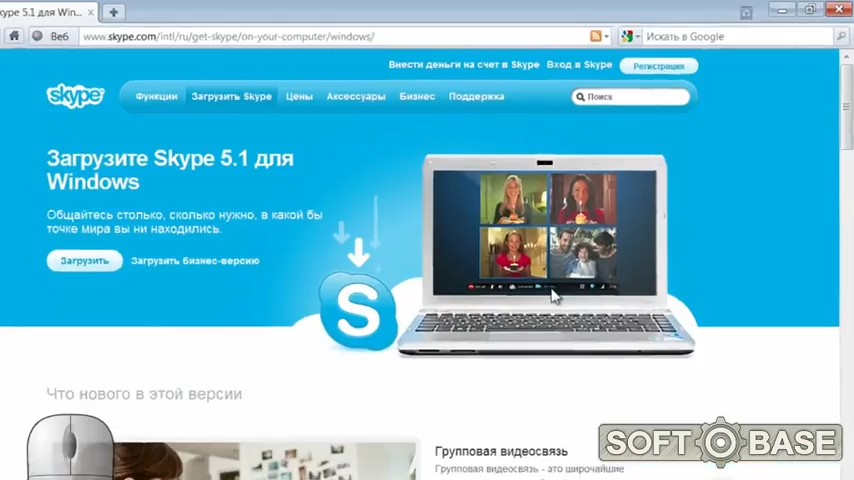 е 5.1 для Win...
Веб
www.skype.com/intl/ru/get-skype/on-your-computer/windows/
Искать в Google
Внести деньги на счет в Skype
Вход в Skype
Регистрация
skype
Функции
Загрузить Skype
Цены
Аксессуары
Бизнес
Поддержка
Поиск
Загрузите Skype 5.1 для
Windows
Общайтесь столько, сколько нужно, в какой бы
точке мира вы ни находились.
Загрузить
Загрузить бизнес-версию
S
Что нового в этой версии
Групповая видеосвязь
Групповая видеосвязь - это широчайшие
SOFT BASE